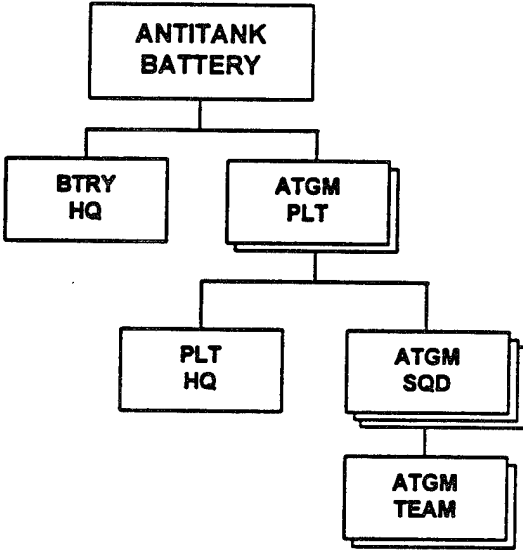 ANTITANK
BATTERY
BTRY
HQ
ATGM
PLT
PLT
HQ
ATGM
SQD
ATGM
TEAM